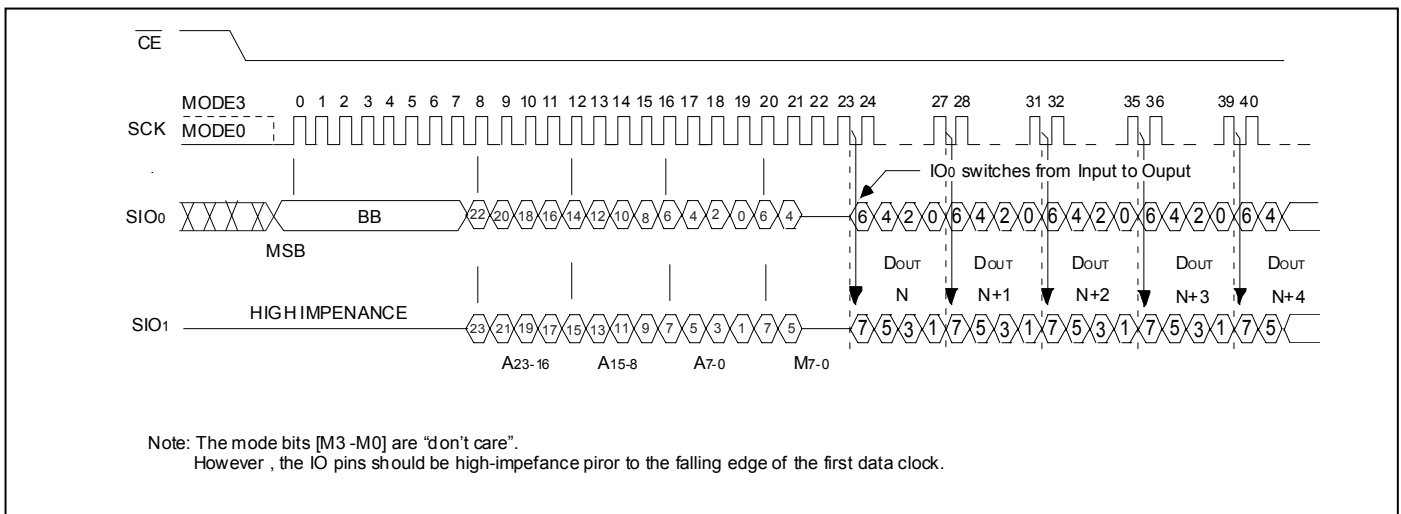 CE
MODE3 0 1 2 3 4 5 6 7 8 9 10 11 12 13 14 15 16 17 18 19 20 21 22 23 24 27 28 31 32 35 36 39 40
SCK MODE0
IO0 switches from Input to Ouput
SIO0 BB 22 20 18 16 14 12 10 8 6 4 2 0 6 4 6 4 2 0 6 4 2 0 6 4 2 0 6 4 2 0 6 4
MSB
DOUT DOUT DOUT DOUT DOUT
N N+1 N+2 N+3 N+4
SIO1 HIGH IMPENANCE 23 21 19 17 15 13 11 9 7 5 3 1 7 5 7 5 3 1 7 5 3 1 7 5 3 1 7 5 3 1 7 5
A23-16 A15-8 A7-0 M7-0
Note: The mode bits [M3 -M0] are “don’t care”.
However , the IO pins should be high-impefance piror to the falling edge of the first data clock.